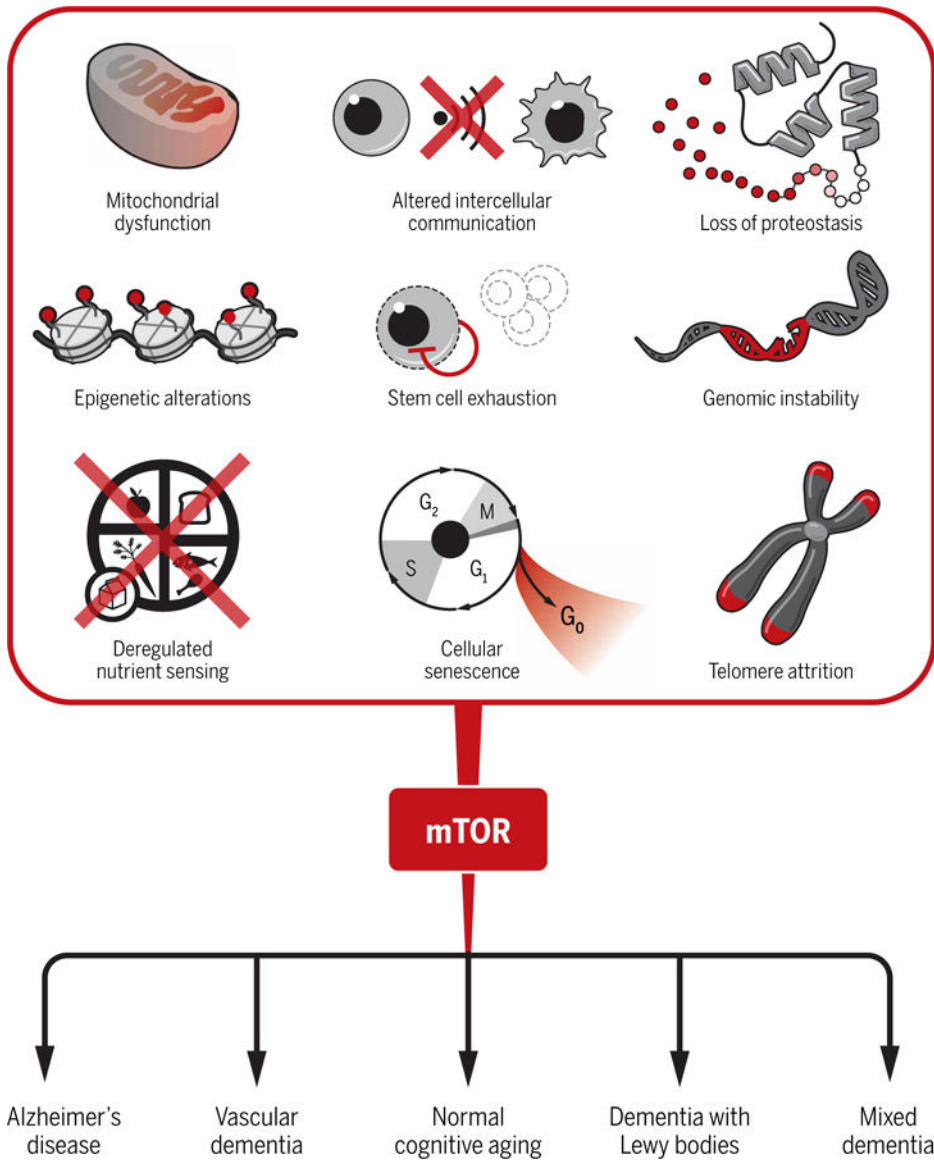 Mitochondrial
dysfunction
Altered intercellular
communication
Loss of proteostasis
Epigenetic alterations
Stem cell exhaustion
Genomic instability
Deregulated
nutrient sensing
G₂
M
S
G₁
G₀
Cellular
senescence
Telomere attrition
mTOR
Alzheimer's
disease
Vascular
dementia
Normal
cognitive aging
Dementia with
Lewy bodies
Mixed
dementia